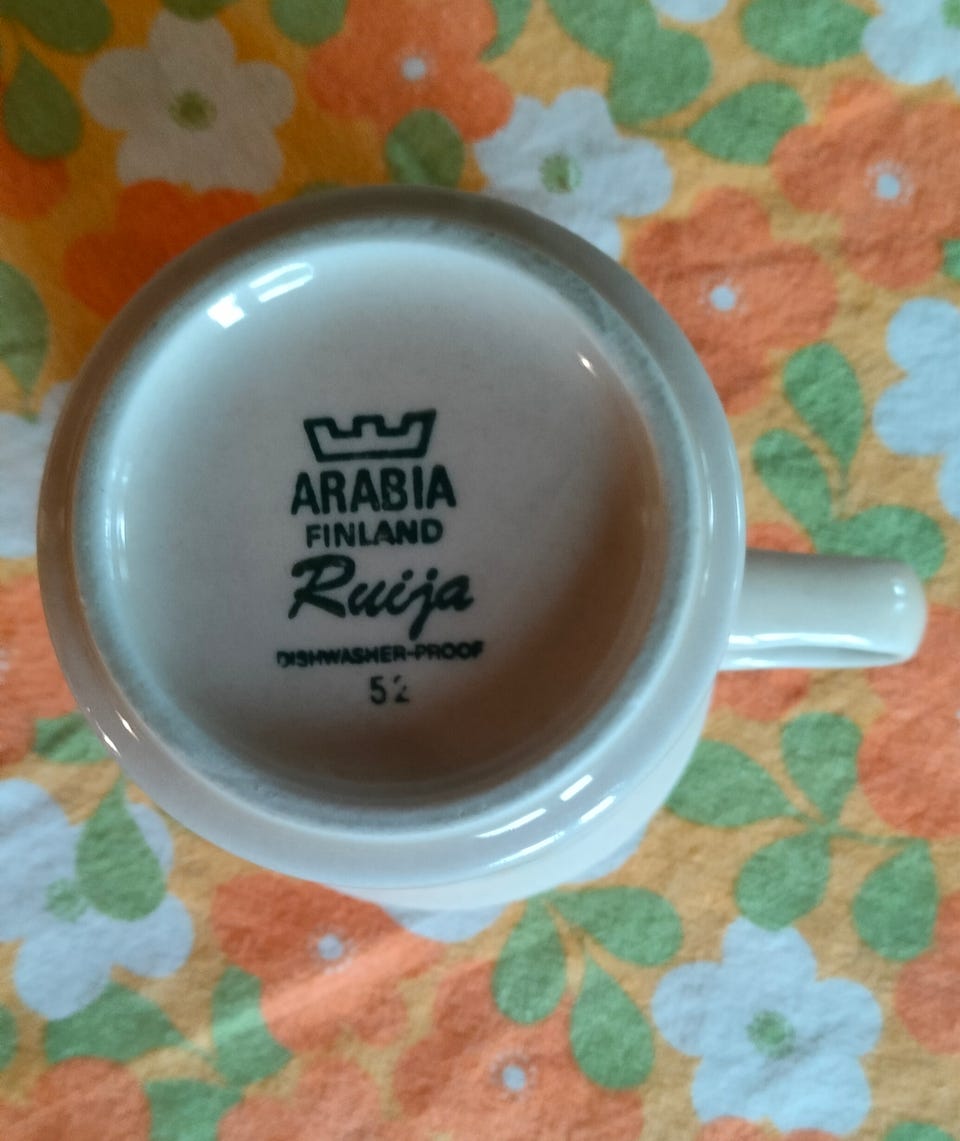 ARABIA
FINLAND
Ruija
DISHWASHER-PROOF
52